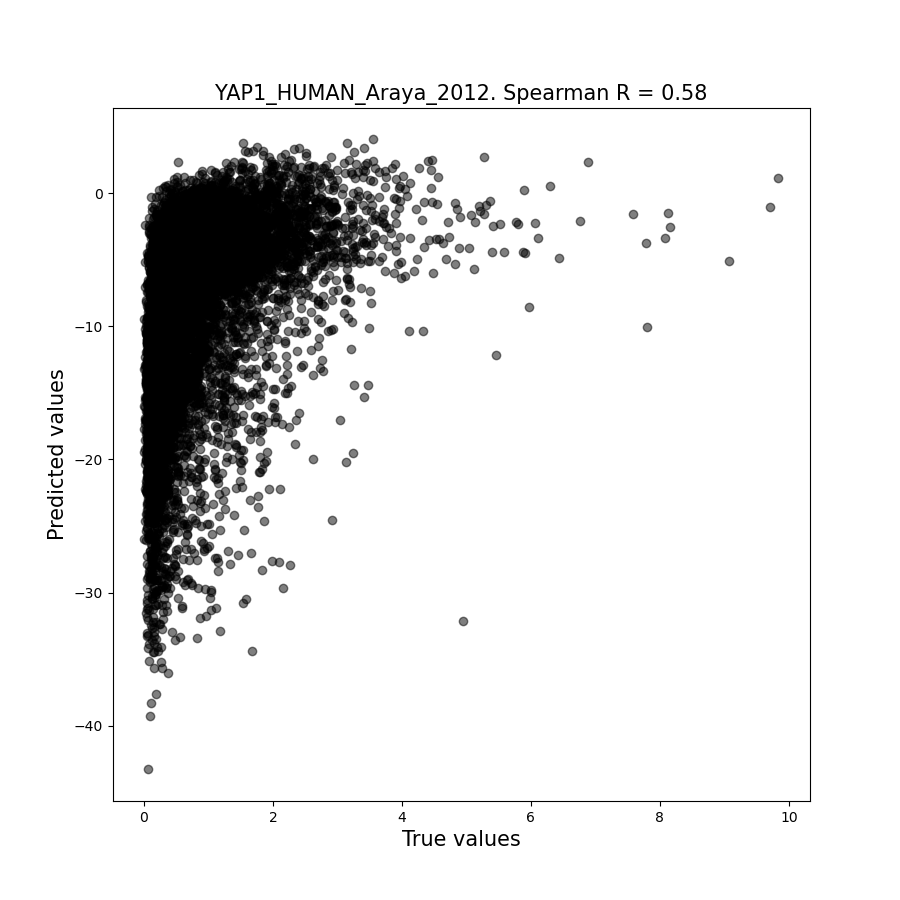 YAP1_HUMAN_Araya_2012. Spearman R = 0.58
0
−10
−20
−30
−40
Predicted values
0 2 4 6 8 10
True values